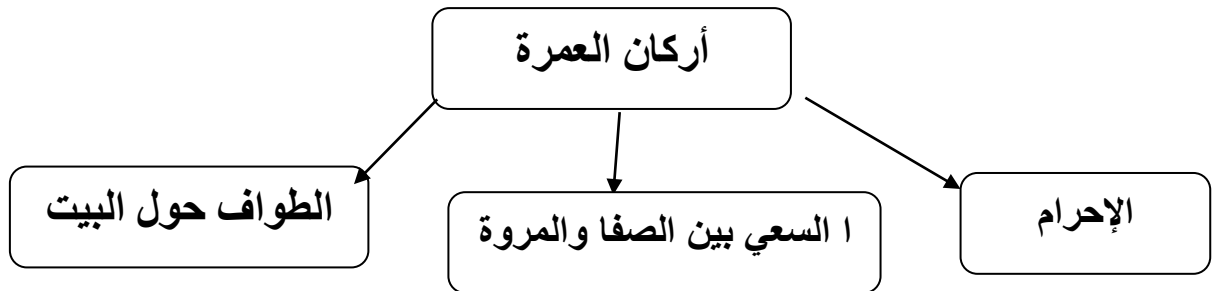 أركان العمرة
الإحرام
ا السعي بين الصفا والمروة
الطواف حول البيت